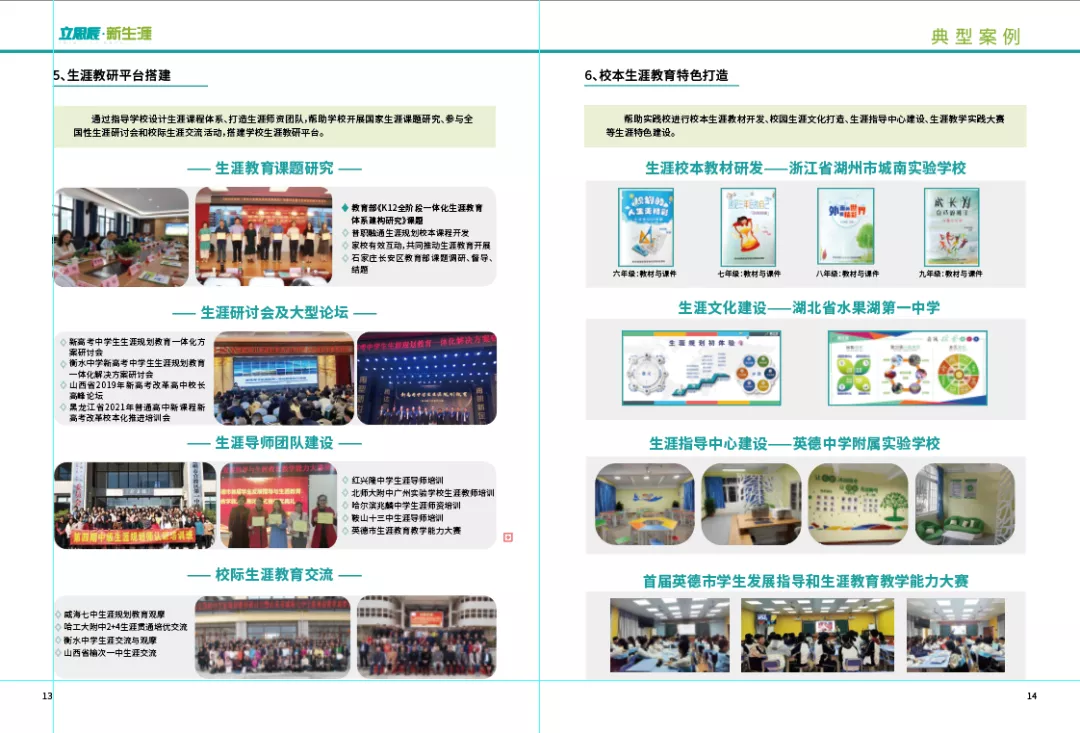 立思辰·新生涯
5、生涯教研平台搭建
通过指导学校设计生涯课程体系、打造生涯师资团队,帮助学校开展国家生涯课题研究、参与全
国性生涯研讨会和校际生涯交流活动,搭建学校生涯教研平台。
—— 生涯教育课题研究 ——
教育部《K12全阶段一体化生涯教育
体系建构研究》课题
普职融通生涯规划校本课程开发
家校有效互动,共同推动生涯教育开展
石家庄长安区教育部课题调研、督导、
结题
—— 生涯研讨会及大型论坛 ——
新高考中学生生涯规划教育一体化方
案研讨会
衡水中学新高考中学生生涯规划教育
一体化解决方案研讨会
山西省2019年新高考改革高中校长
高峰论坛
黑龙江省2021年普通高中新课程新
高考改革校本化推进培训会
—— 生涯导师团队建设 ——
红兴隆中学生涯导师培训
北师大附中广州实验学校生涯教师培训
哈尔滨兆麟中学生涯师资培训
鞍山十三中生涯导师培训
英德市生涯教育教学能力大赛
—— 校际生涯教育交流 ——
威海七中生涯规划教育观摩
哈工大附中2+4生涯贯通培优交流
衡水中学生涯交流与观摩
山西省榆次一中生涯交流
13
典型案例
6、校本生涯教育特色打造
帮助实践校进行校本生涯教材开发、校园生涯文化打造、生涯指导中心建设、生涯教学实践大赛
等生涯特色建设。
生涯校本教材研发——浙江省湖州市城南实验学校
六年级:教材与课件
七年级:教材与课件
八年级:教材与课件
九年级:教材与课件
生涯文化建设——湖北省水果湖第一中学
生涯规划初体验
生涯指导中心建设——英德中学附属实验学校
首届英德市学生发展指导和生涯教育教学能力大赛
14